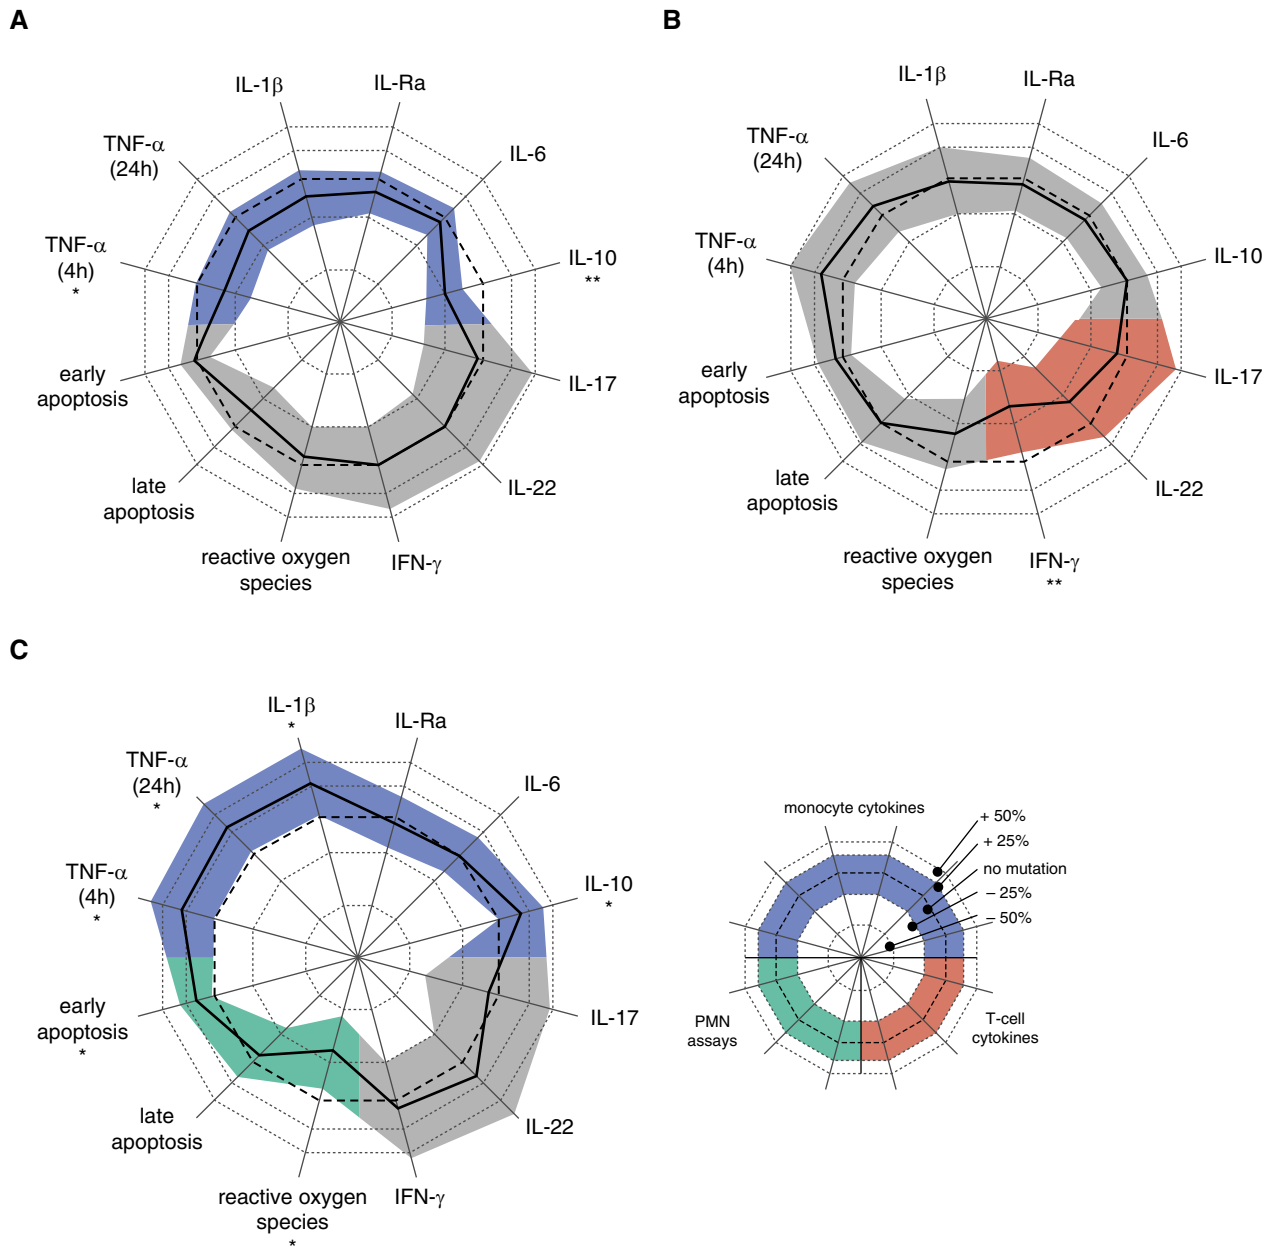 A
IL-1β
IL-Ra
TNF-α
(24h)
IL-6
TNF-α
(4h)
*
IL-10
**
early
apoptosis
IL-17
late
apoptosis
IL-22
reactive oxygen
species
IFN-γ
B
IL-1β
IL-Ra
TNF-α
(24h)
IL-6
TNF-α
(4h)
IL-10
early
apoptosis
IL-17
late
apoptosis
IL-22
reactive oxygen
species
IFN-γ
**
C
IL-1β
*
IL-Ra
TNF-α
(24h)
*
IL-6
TNF-α
(4h)
*
IL-10
*
early
apoptosis
*
IL-17
late
apoptosis
IL-22
reactive oxygen
species
*
IFN-γ
monocyte cytokines
+ 50%
+ 25%
no mutation
– 25%
– 50%
PMN
assays
T-cell
cytokines